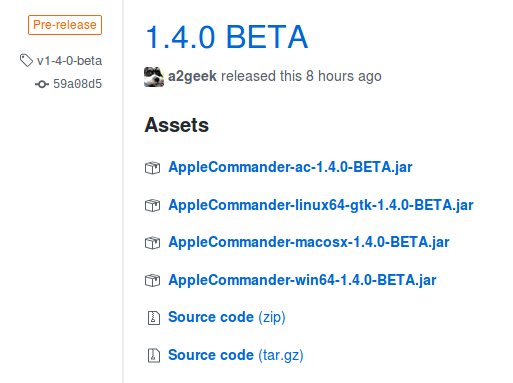 Pre-release
v1-4-0-beta
59a08d5
1.4.0 BETA
a2geek released this 8 hours ago
Assets
AppleCommander-ac-1.4.0-BETA.jar
AppleCommander-linux64-gtk-1.4.0-BETA.jar
AppleCommander-macosx-1.4.0-BETA.jar
AppleCommander-win64-1.4.0-BETA.jar
Source code (zip)
Source code (tar.gz)